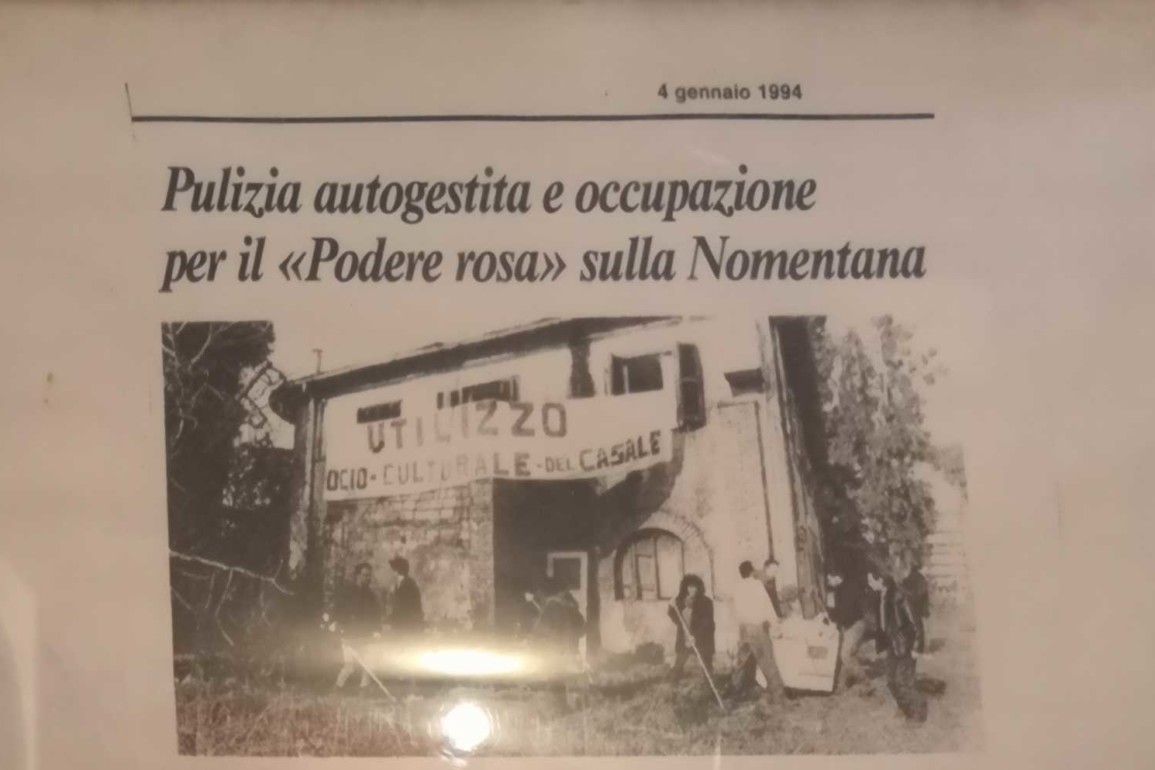 4 gennaio 1994
Pulizia autogestita e occupazione
per il «Podere rosa» sulla Nomentana
UTILIZZO
OCIO-CULTURALE-DEL CASALE